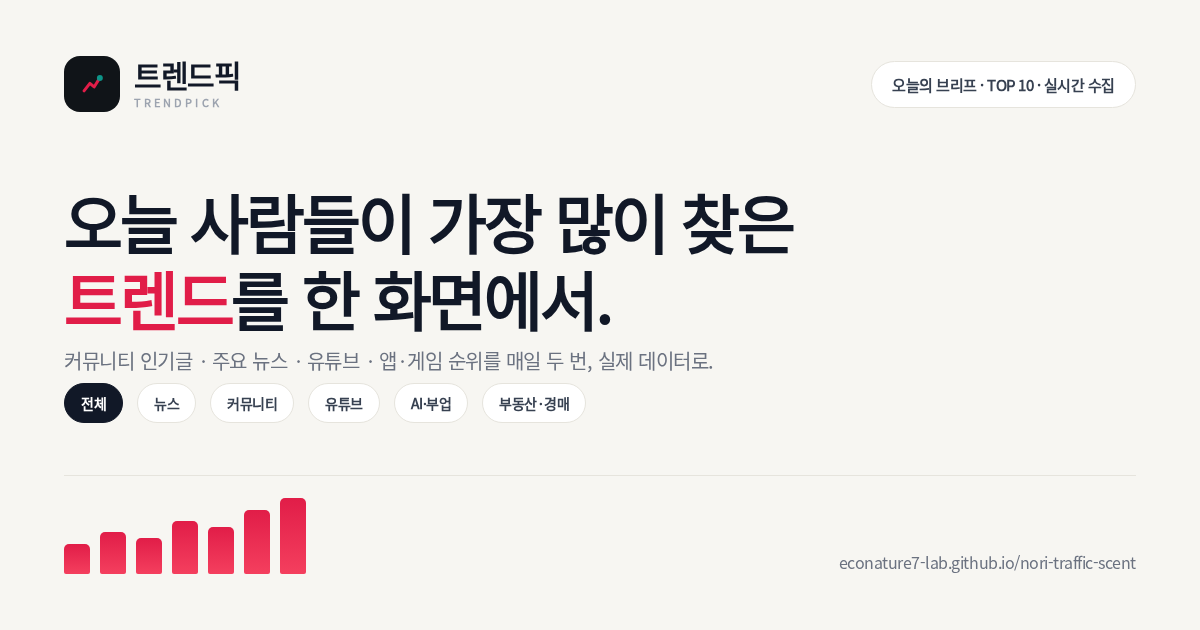 트렌드픽
TRENDPICK
오늘의 브리프 · TOP 10 · 실시간 수집
오늘 사람들이 가장 많이 찾은
트렌드를 한 화면에서.
커뮤니티 인기글 · 주요 뉴스 · 유튜브 · 앱·게임 순위를 매일 두 번, 실제 데이터로.
전체 뉴스 커뮤니티 유튜브 AI·부업 부동산·경매
econature7-lab.github.io/nori-traffic-scent